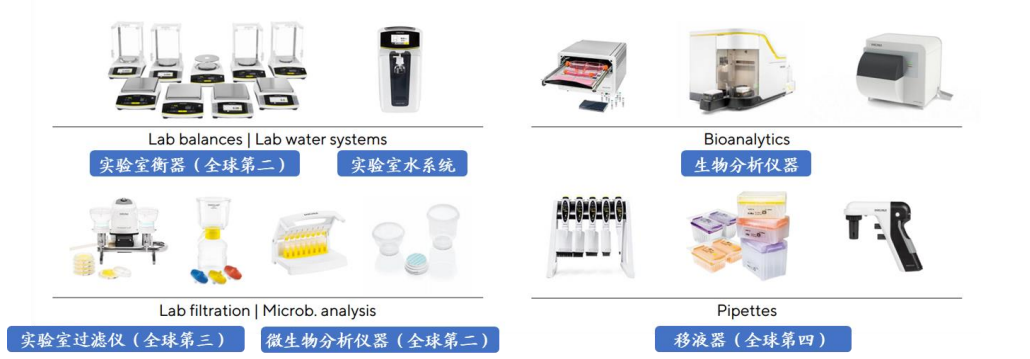 Lab balances | Lab water systems
实验室衡器（全球第二）
实验室水系统
Bioanalytics
生物分析仪器
Lab filtration | Microb. analysis
实验室过滤仪（全球第三）
微生物分析仪器（全球第二）
Pipettes
移液器（全球第四）